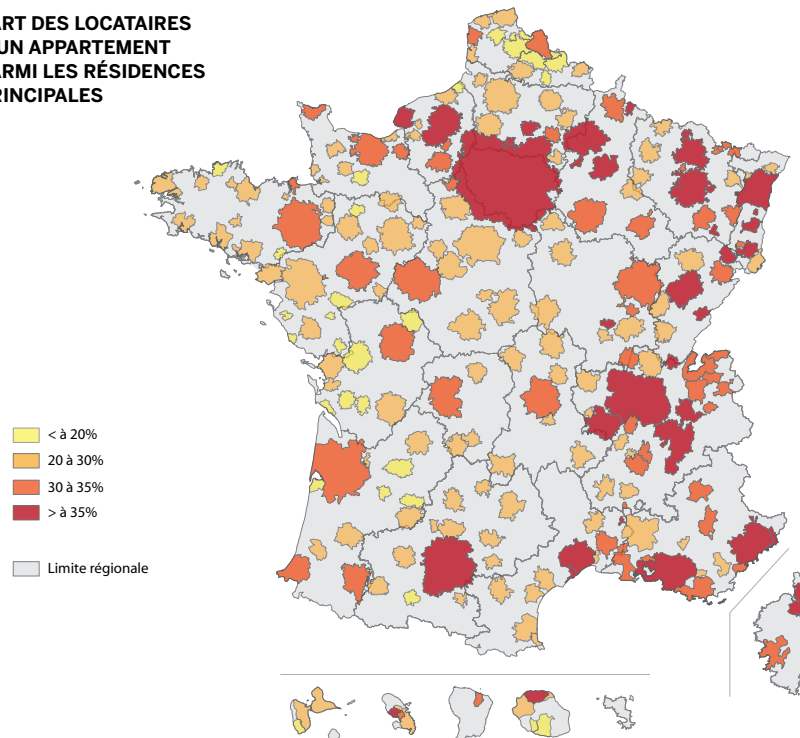 ART DES LOCATAIRES
UN APPARTEMENT
ARMI LES RÉSIDENCES
RINCIPALES
< à 20%
20 à 30%
30 à 35%
> à 35%
Limite régionale